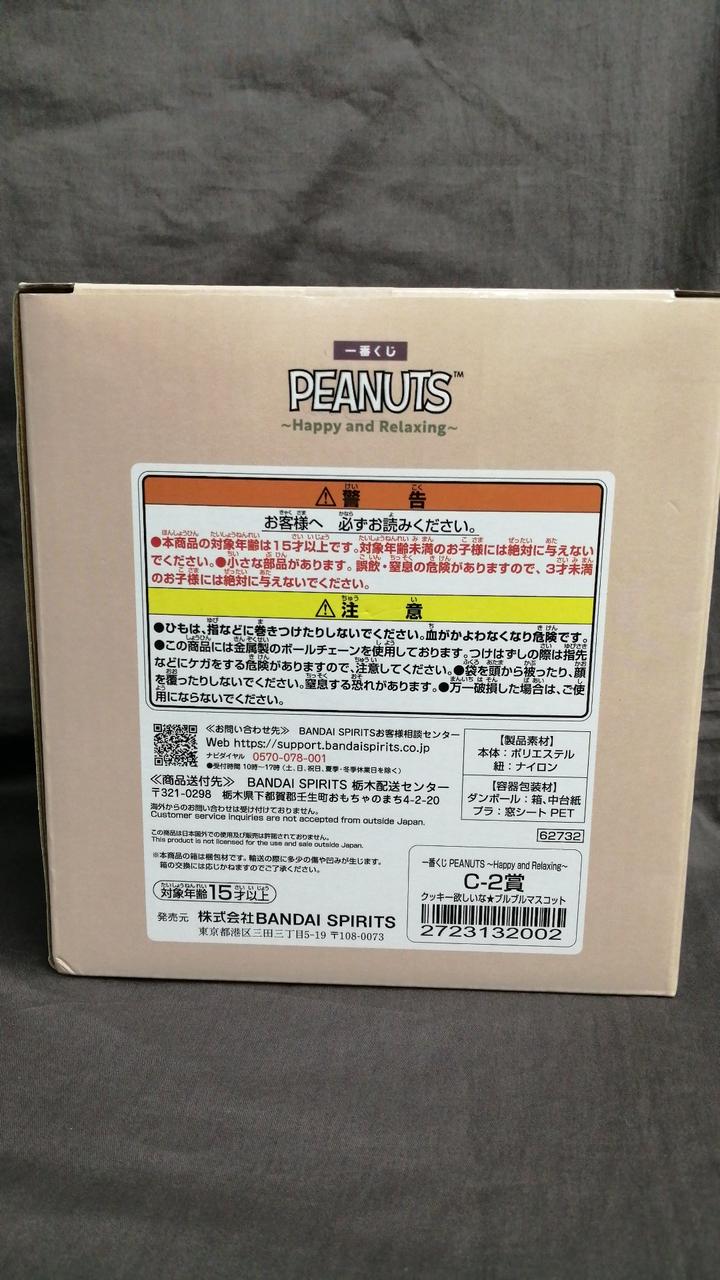 一番くじ
PEANUTS™
~Happy and Relaxing~
⚠警告
お客様へ 必ずお読みください。
●本商品の対象年齢は15才以上です。対象年齢未満のお子様には絶対に与えない
でください。●小さな部品があります。誤飲・窒息の危険がありますので、3才未満
のお子様には絶対に与えないでください。
⚠注意
●ひもは、指などに巻きつけたりしないでください。血がかよわなくなり危険です。
●この商品には金属製のボールチェーンを使用しております。つけはずしの際は指先
などにケガをする危険がありますので、注意してください。●袋を頭から被ったり、顔
を覆ったりしないでください。窒息する恐れがあります。●万一破損した場合は、ご使
用にならないでください。
≪お問い合わせ先≫ BANDAI SPIRITSお客様相談センター
Web https://support.bandaispirits.co.jp
ナビダイヤル 0570-078-001
●受付時間 10時~17時(土、日、祝日、夏季・冬季休業日を除く)
≪商品送付先≫ BANDAI SPIRITS 栃木配送センター
〒321-0298 栃木県下都賀郡壬生町おもちゃのまち4-2-20
海外からのお問い合わせは受け付けておりません。
Customer service inquiries are not accepted from outside Japan.
この商品は日本国外での使用及び販売は許諾されておりません。
This product is not licensed for the use and sale outside Japan.
※本商品の箱は梱包材です。輸送の際に多少の傷や凹みが生じます。
箱の交換には応じかねますのでご了承ください。
対象年齢15才以上
発売元 株式会社BANDAI SPIRITS
東京都港区三田三丁目5-19 〒108-0073
【製品素材】
本体:ポリエステル
紐:ナイロン
【容器包装材】
ダンボール:箱、中台紙
プラ:窓シート PET
62732
一番くじ PEANUTS ~Happy and Relaxing~
C-2賞
クッキー欲しいな★ブルブルマスコット
2723132002